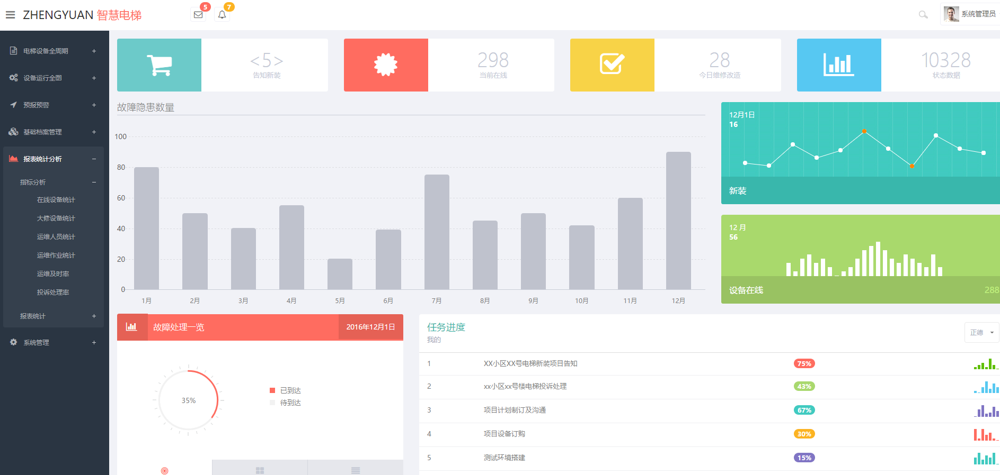 ZHENGYUAN 智慧电梯
5
7
系统管理员
电梯设备全周期 +
设备运行全图 +
预报预警 +
基础档案管理 +
报表统计分析 −
指标分析 −
在线设备统计
大修设备统计
运维人员统计
运维作业统计
运维及时率
投诉处理率
报表统计 +
系统管理 +
<5>
告知新装
298
当前在线
28
今日维修改造
10328
状态数据
故障隐患数量
100
80
60
40
20
0
1月 2月 3月 4月 5月 6月 7月 8月 9月 10月 11月 12月
12月1日
16
新装
12 月
56
设备在线 288
故障处理一览 2016年12月1日
35%
已到达
待到达
任务进度
我的
正德
1 XX小区XX号电梯新装项目告知 75%
2 xx小区xx号楼电梯投诉处理 43%
3 项目计划制订及沟通 67%
4 项目设备订购 30%
5 测试环境搭建 15%